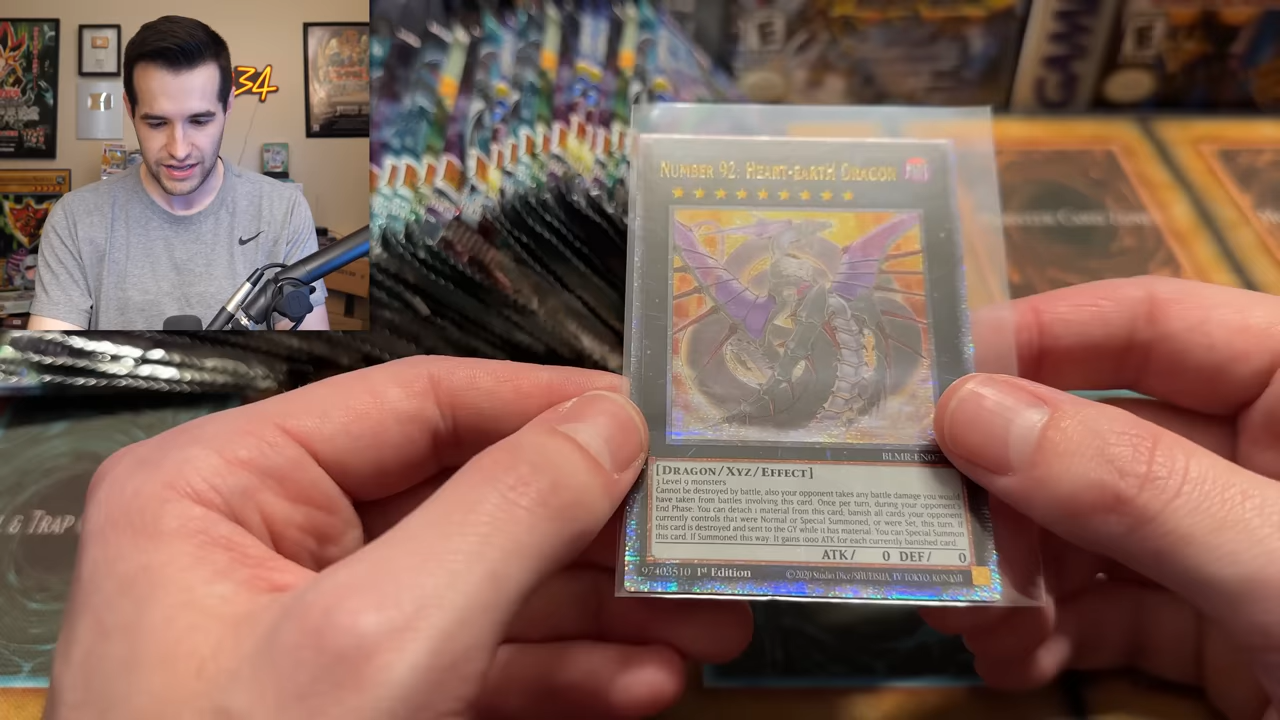 34
E
E
GAME
NUMBER 92: HEART-EARTH DRAGON
BLMR-EN07
[DRAGON/XYZ/EFFECT]
3 Level 9 monsters
Cannot be destroyed by battle, also your opponent takes any battle damage you would
have taken from battles involving this card. Once per turn, during your opponent's
End Phase: You can detach 1 material from this card, banish all cards your opponent
currently controls that were Normal or Special Summoned, or were Set, this turn. If
this card is destroyed and sent to the GY while it has material: You can Special Summon
this card. If Summoned this way: It gains 1000 ATK for each currently banished card.
ATK/ 0 DEF/ 0
97403510 1st Edition ©2020 Studio Dice/SHUEISHA, TV TOKYO, KONAMI
& TRAP